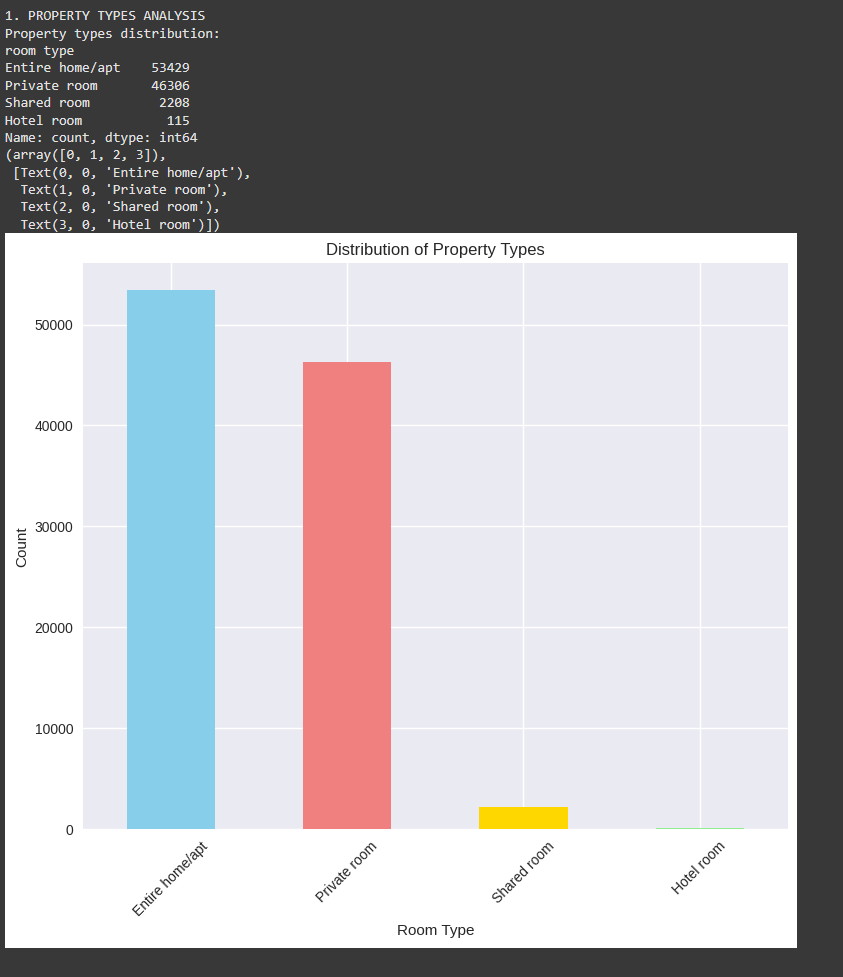 1. PROPERTY TYPES ANALYSIS
Property types distribution:
room type
Entire home/apt    53429
Private room       46306
Shared room         2208
Hotel room           115
Name: count, dtype: int64
(array([0, 1, 2, 3]),
 [Text(0, 0, 'Entire home/apt'),
  Text(1, 0, 'Private room'),
  Text(2, 0, 'Shared room'),
  Text(3, 0, 'Hotel room')])
Distribution of Property Types
50000
40000
30000
20000
10000
0
Count
Entire home/apt
Private room
Shared room
Hotel room
Room Type